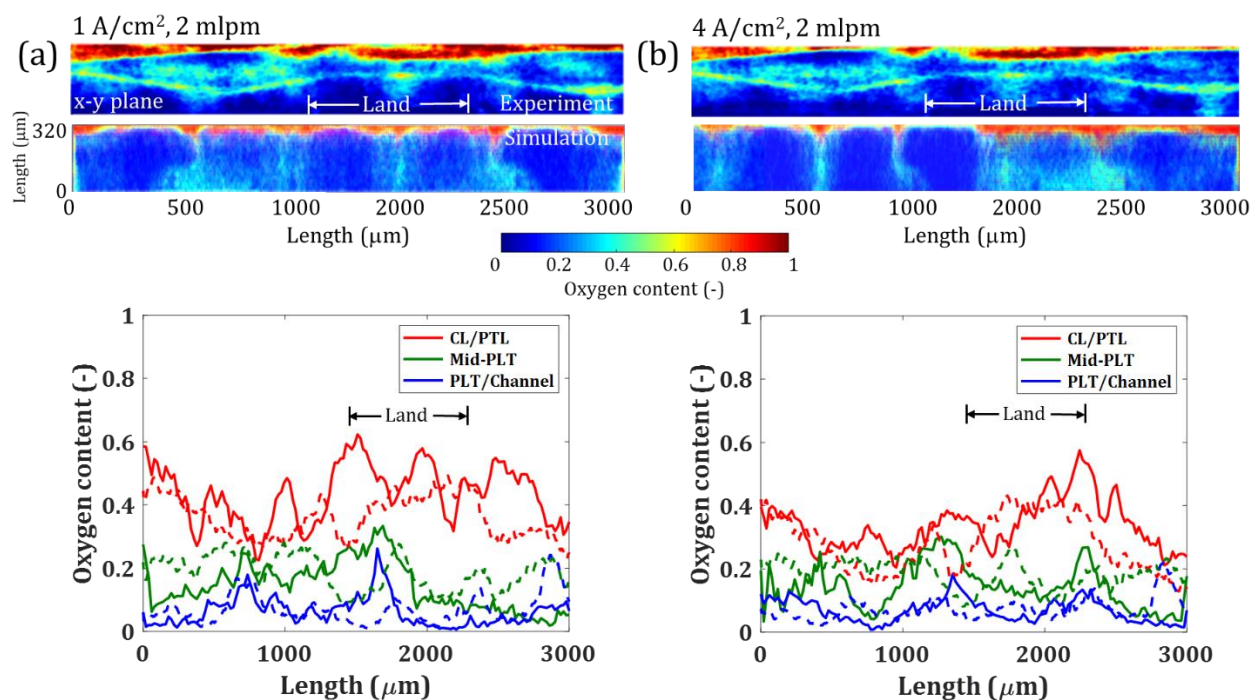 (a) 1 A/cm², 2 mlpm
x-y plane
Land
Experiment
Simulation
Length (µm)
320
0
0 500 1000 2000 2500 3000
Length (µm)
(b) 4 A/cm², 2 mlpm
Land
0 500 600 1000 2000 2500 3000
Length (µm)
0 0.2 0.4 0.6 0.8 1
Oxygen content (-)
Oxygen content (-)
1
0.8
0.6
0.4
0.2
0
CL/PTL
Mid-PLT
PLT/Channel
Land
0 1000 2000 3000
Length (µm)
Oxygen content (-)
1
0.8
0.6
0.4
0.2
0
CL/PTL
Mid-PLT
PLT/Channel
Land
0 1000 2000 3000
Length (µm)